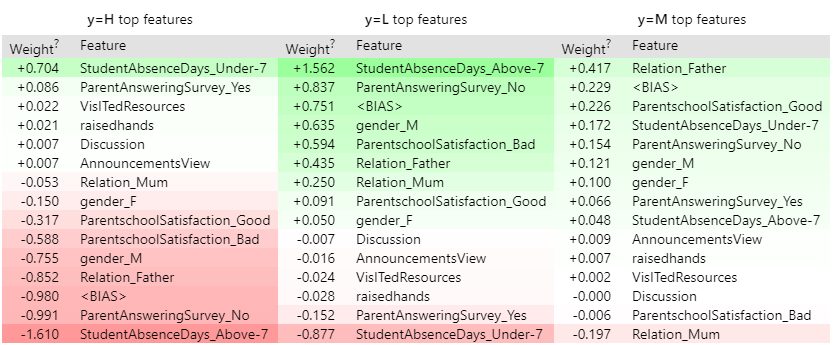 y=H top features y=L top features y=M top features
Weight? Feature Weight? Feature Weight? Feature
+0.704 StudentAbsenceDays_Under-7 +1.562 StudentAbsenceDays_Above-7 +0.417 Relation_Father
+0.086 ParentAnsweringSurvey_Yes +0.837 ParentAnsweringSurvey_No +0.229 <BIAS>
+0.022 VisITedResources +0.751 <BIAS> +0.226 ParentschoolSatisfaction_Good
+0.021 raisedhands +0.635 gender_M +0.172 StudentAbsenceDays_Under-7
+0.007 Discussion +0.594 ParentschoolSatisfaction_Bad +0.154 ParentAnsweringSurvey_No
+0.007 AnnouncementsView +0.435 Relation_Father +0.121 gender_M
-0.053 Relation_Mum +0.250 Relation_Mum +0.100 gender_F
-0.150 gender_F +0.091 ParentschoolSatisfaction_Good +0.066 ParentAnsweringSurvey_Yes
-0.317 ParentschoolSatisfaction_Good +0.050 gender_F +0.048 StudentAbsenceDays_Above-7
-0.588 ParentschoolSatisfaction_Bad -0.007 Discussion +0.009 AnnouncementsView
-0.755 gender_M -0.016 AnnouncementsView +0.007 raisedhands
-0.852 Relation_Father -0.024 VisITedResources +0.002 VisITedResources
-0.980 <BIAS> -0.028 raisedhands -0.000 Discussion
-0.991 ParentAnsweringSurvey_No -0.152 ParentAnsweringSurvey_Yes -0.006 ParentschoolSatisfaction_Bad
-1.610 StudentAbsenceDays_Above-7 -0.877 StudentAbsenceDays_Under-7 -0.197 Relation_Mum